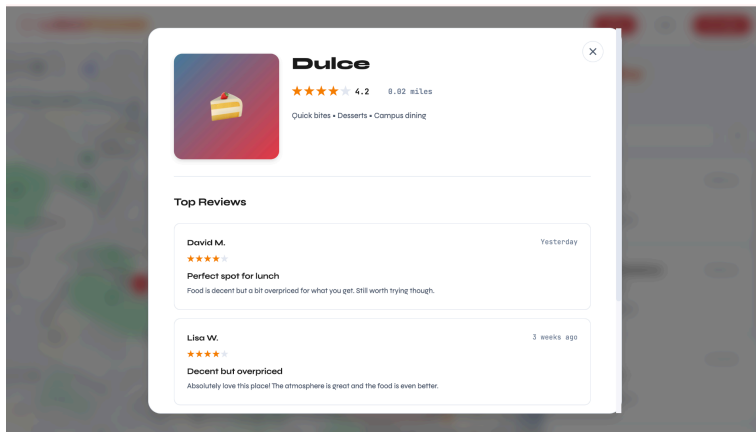 Dulce
4.2 0.02 miles
Quick bites • Desserts • Campus dining
Top Reviews
David M. Yesterday
Perfect spot for lunch
Food is decent but a bit overpriced for what you get. Still worth trying though.
Lisa W. 3 weeks ago
Decent but overpriced
Absolutely love this place! The atmosphere is great and the food is even better.